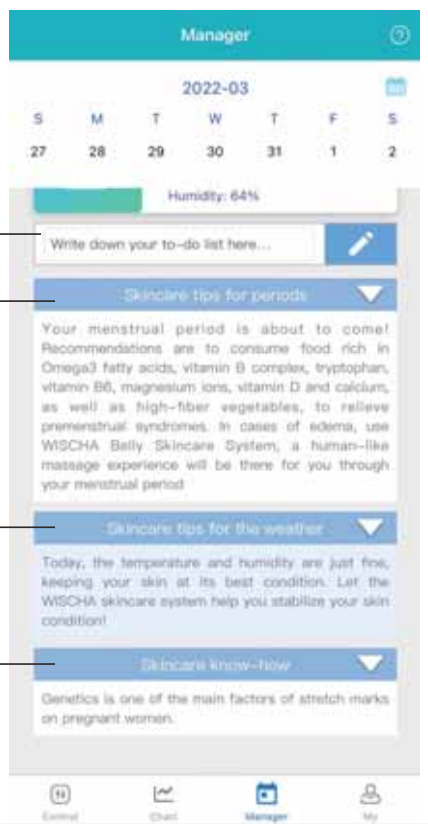 Manager
2022-03
S M T W T F S
27 28 29 30 31 1 2
Humidity: 64%
Write down your to-do list here...
Skincare tips for periods
Your menstrual period is about to come!
Recommendations are to consume food rich in
Omega3 fatty acids, vitamin B complex, tryptophan,
vitamin B6, magnesium ions, vitamin D and calcium,
as well as high-fiber vegetables, to relieve
premenstrual syndromes. In cases of edema, use
WISCHA Belly Skincare System, a human-like
massage experience will be there for you through
your menstrual period
Skincare tips for the weather
Today, the temperature and humidity are just fine,
keeping your skin at its best condition. Let the
WISCHA skincare system help you stabilize your skin
condition!
Skincare know-how
Genetics is one of the main factors of stretch marks
on pregnant women.
Control Chart Manager My